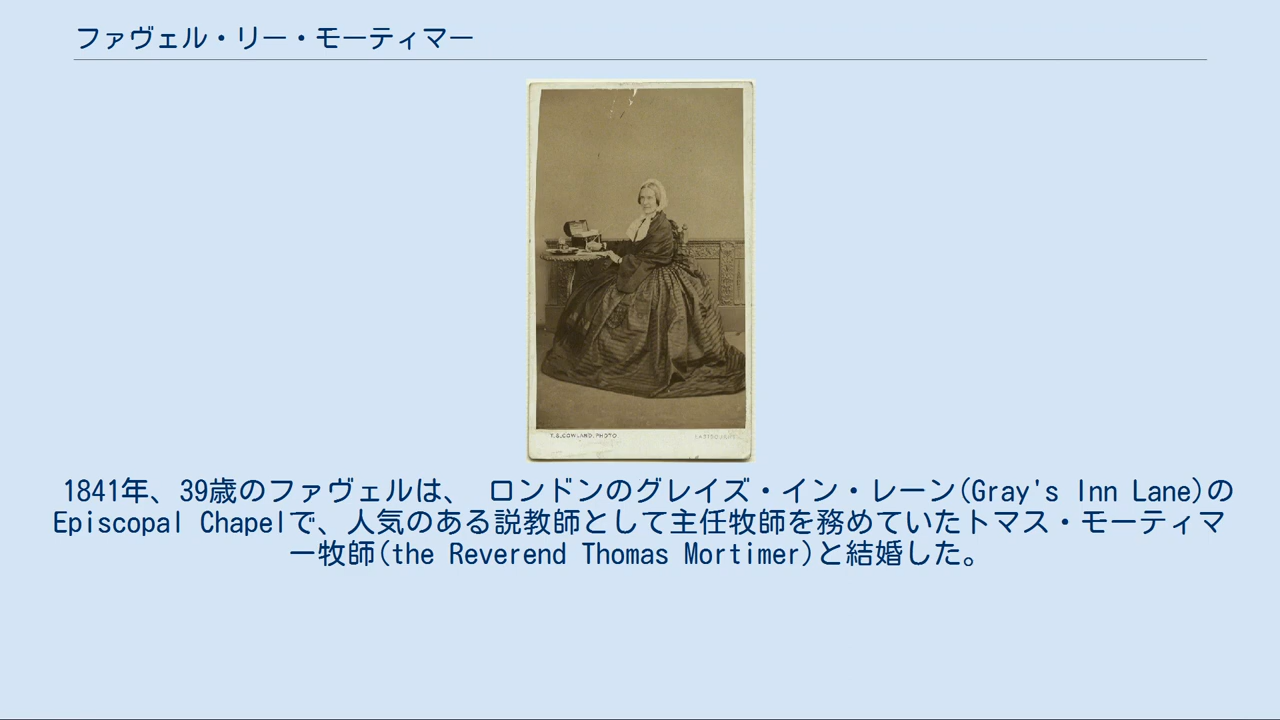 ファヴェル・リー・モーティマー
T.S.COWLAND. PHOTO
1841年、39歳のファヴェルは、 ロンドンのグレイズ・イン・レーン(Gray's Inn Lane)の
Episcopal Chapelで、人気のある説教師として主任牧師を務めていたトマス・モーティマ
ー牧師(the Reverend Thomas Mortimer)と結婚した。